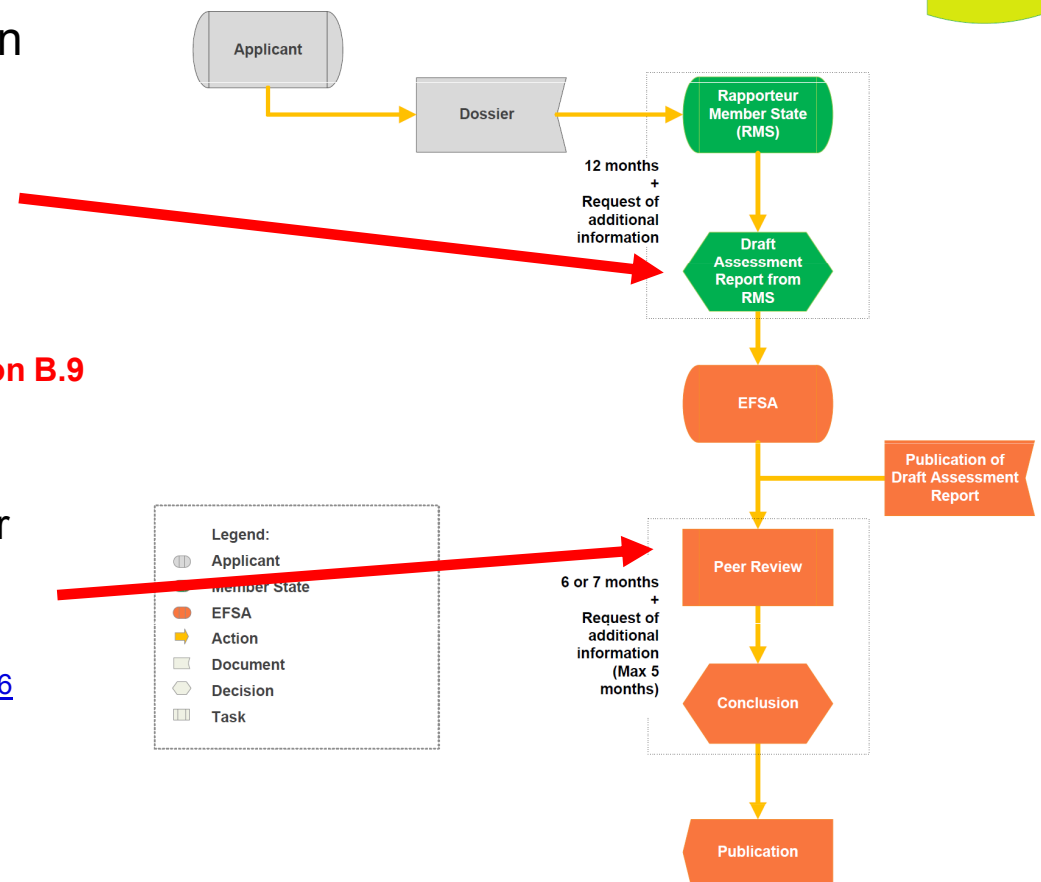 n
Applicant
Dossier
Rapporteur
Member State
(RMS)
12 months
+
Request of
additional
information
Draft
Assessment
Report from
RMS
on B.9
EFSA
Publication of
Draft Assessment
Report
r
Legend:
Applicant
Member State
EFSA
Action
Document
Decision
Task
6
6 or 7 months
+
Request of
additional
information
(Max 5
months)
Peer Review
Conclusion
Publication